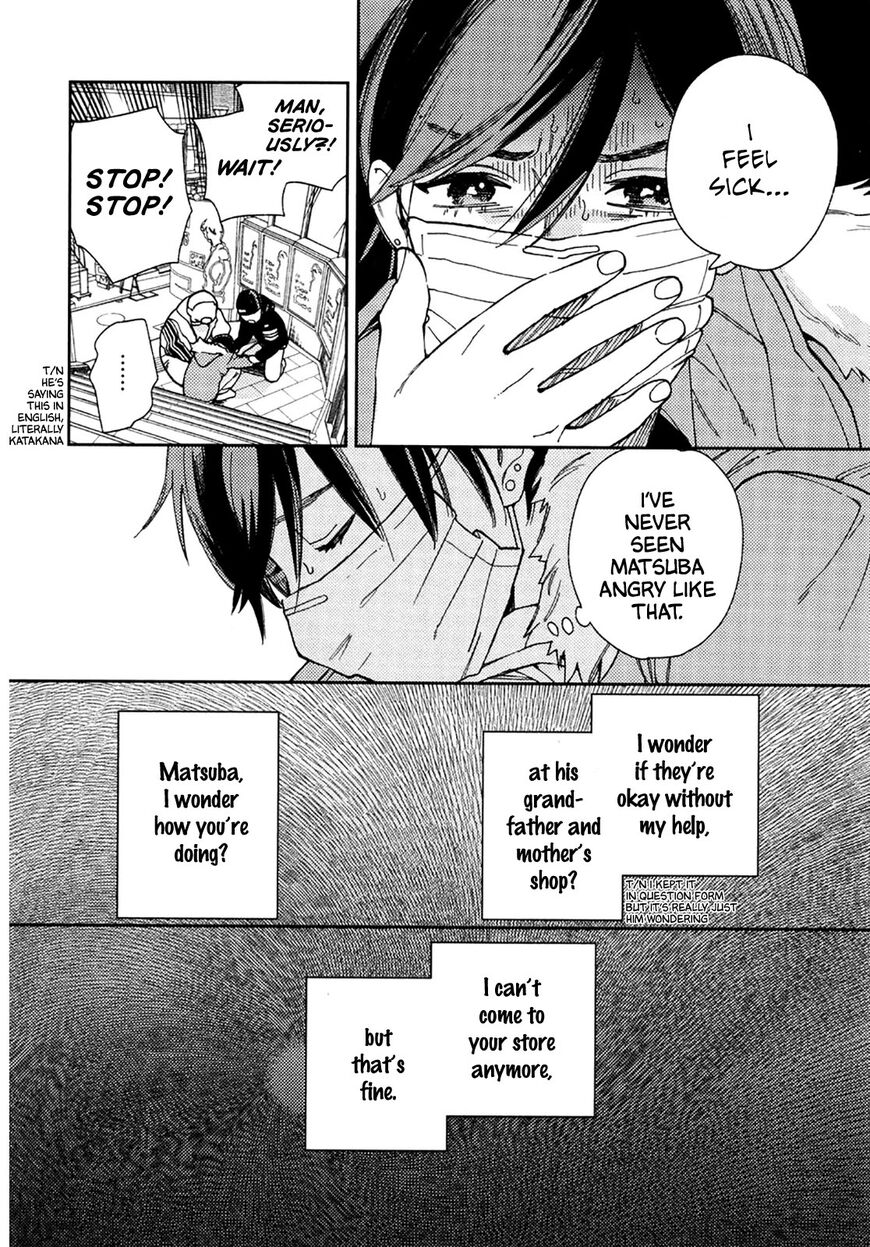 I
FEEL
SICK...
MAN,
SERIO-
USLY?!
WAIT!
STOP!
STOP!
......
T/N
HE'S
SAYING
THIS IN
ENGLISH,
LITERALLY
KATAKANA
I'VE
NEVER
SEEN
MATSUBA
ANGRY LIKE
THAT.
I wonder
if they're
okay without
my help,
at his
grand-
father and
mother's
shop?
T/N I KEPT IT
IN QUESTION FORM
BUT IT'S REALLY JUST
HIM WONDERING
Matsuba,
I wonder
how you're
doing?
I can't
come to
your store
anymore,
but
that's
fine.